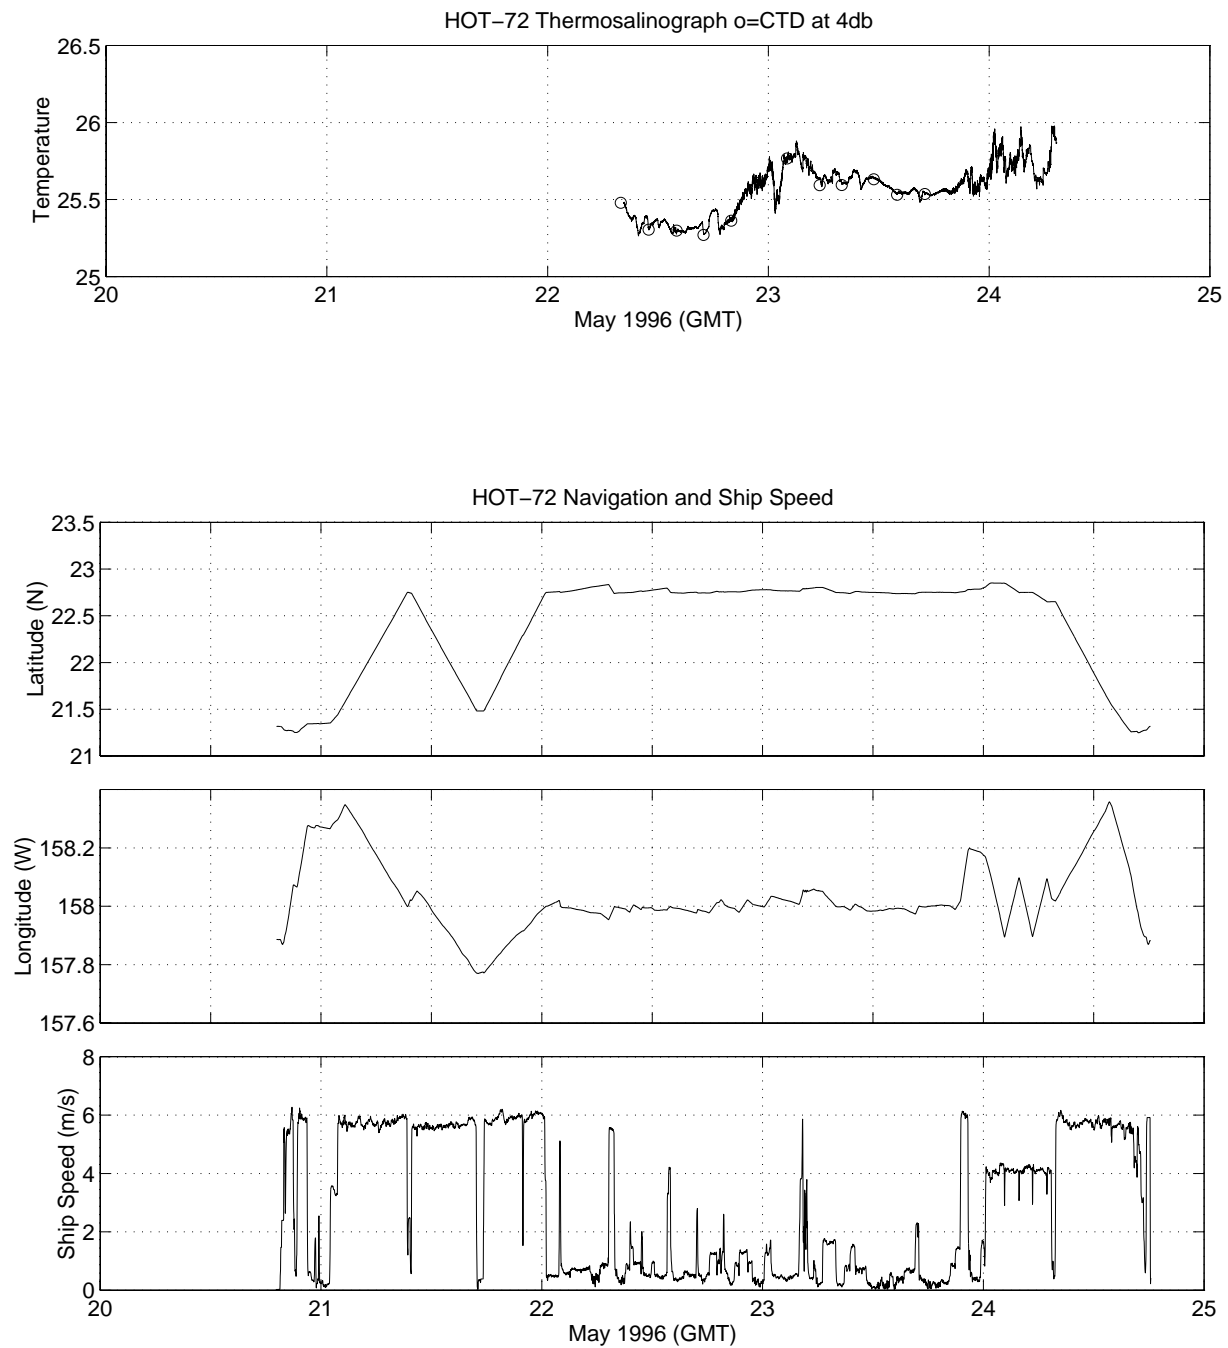 HOT−72 Thermosalinograph o=CTD at 4db
26.5
26
25.5
25
Temperature
20 21 22 23 24 25
May 1996 (GMT)
HOT−72 Navigation and Ship Speed
23.5
23
22.5
22
21.5
21
Latitude (N)
158.2
158
157.8
157.6
Longitude (W)
8
6
4
2
0
Ship Speed (m/s)
20 21 22 23 24 25
May 1996 (GMT)